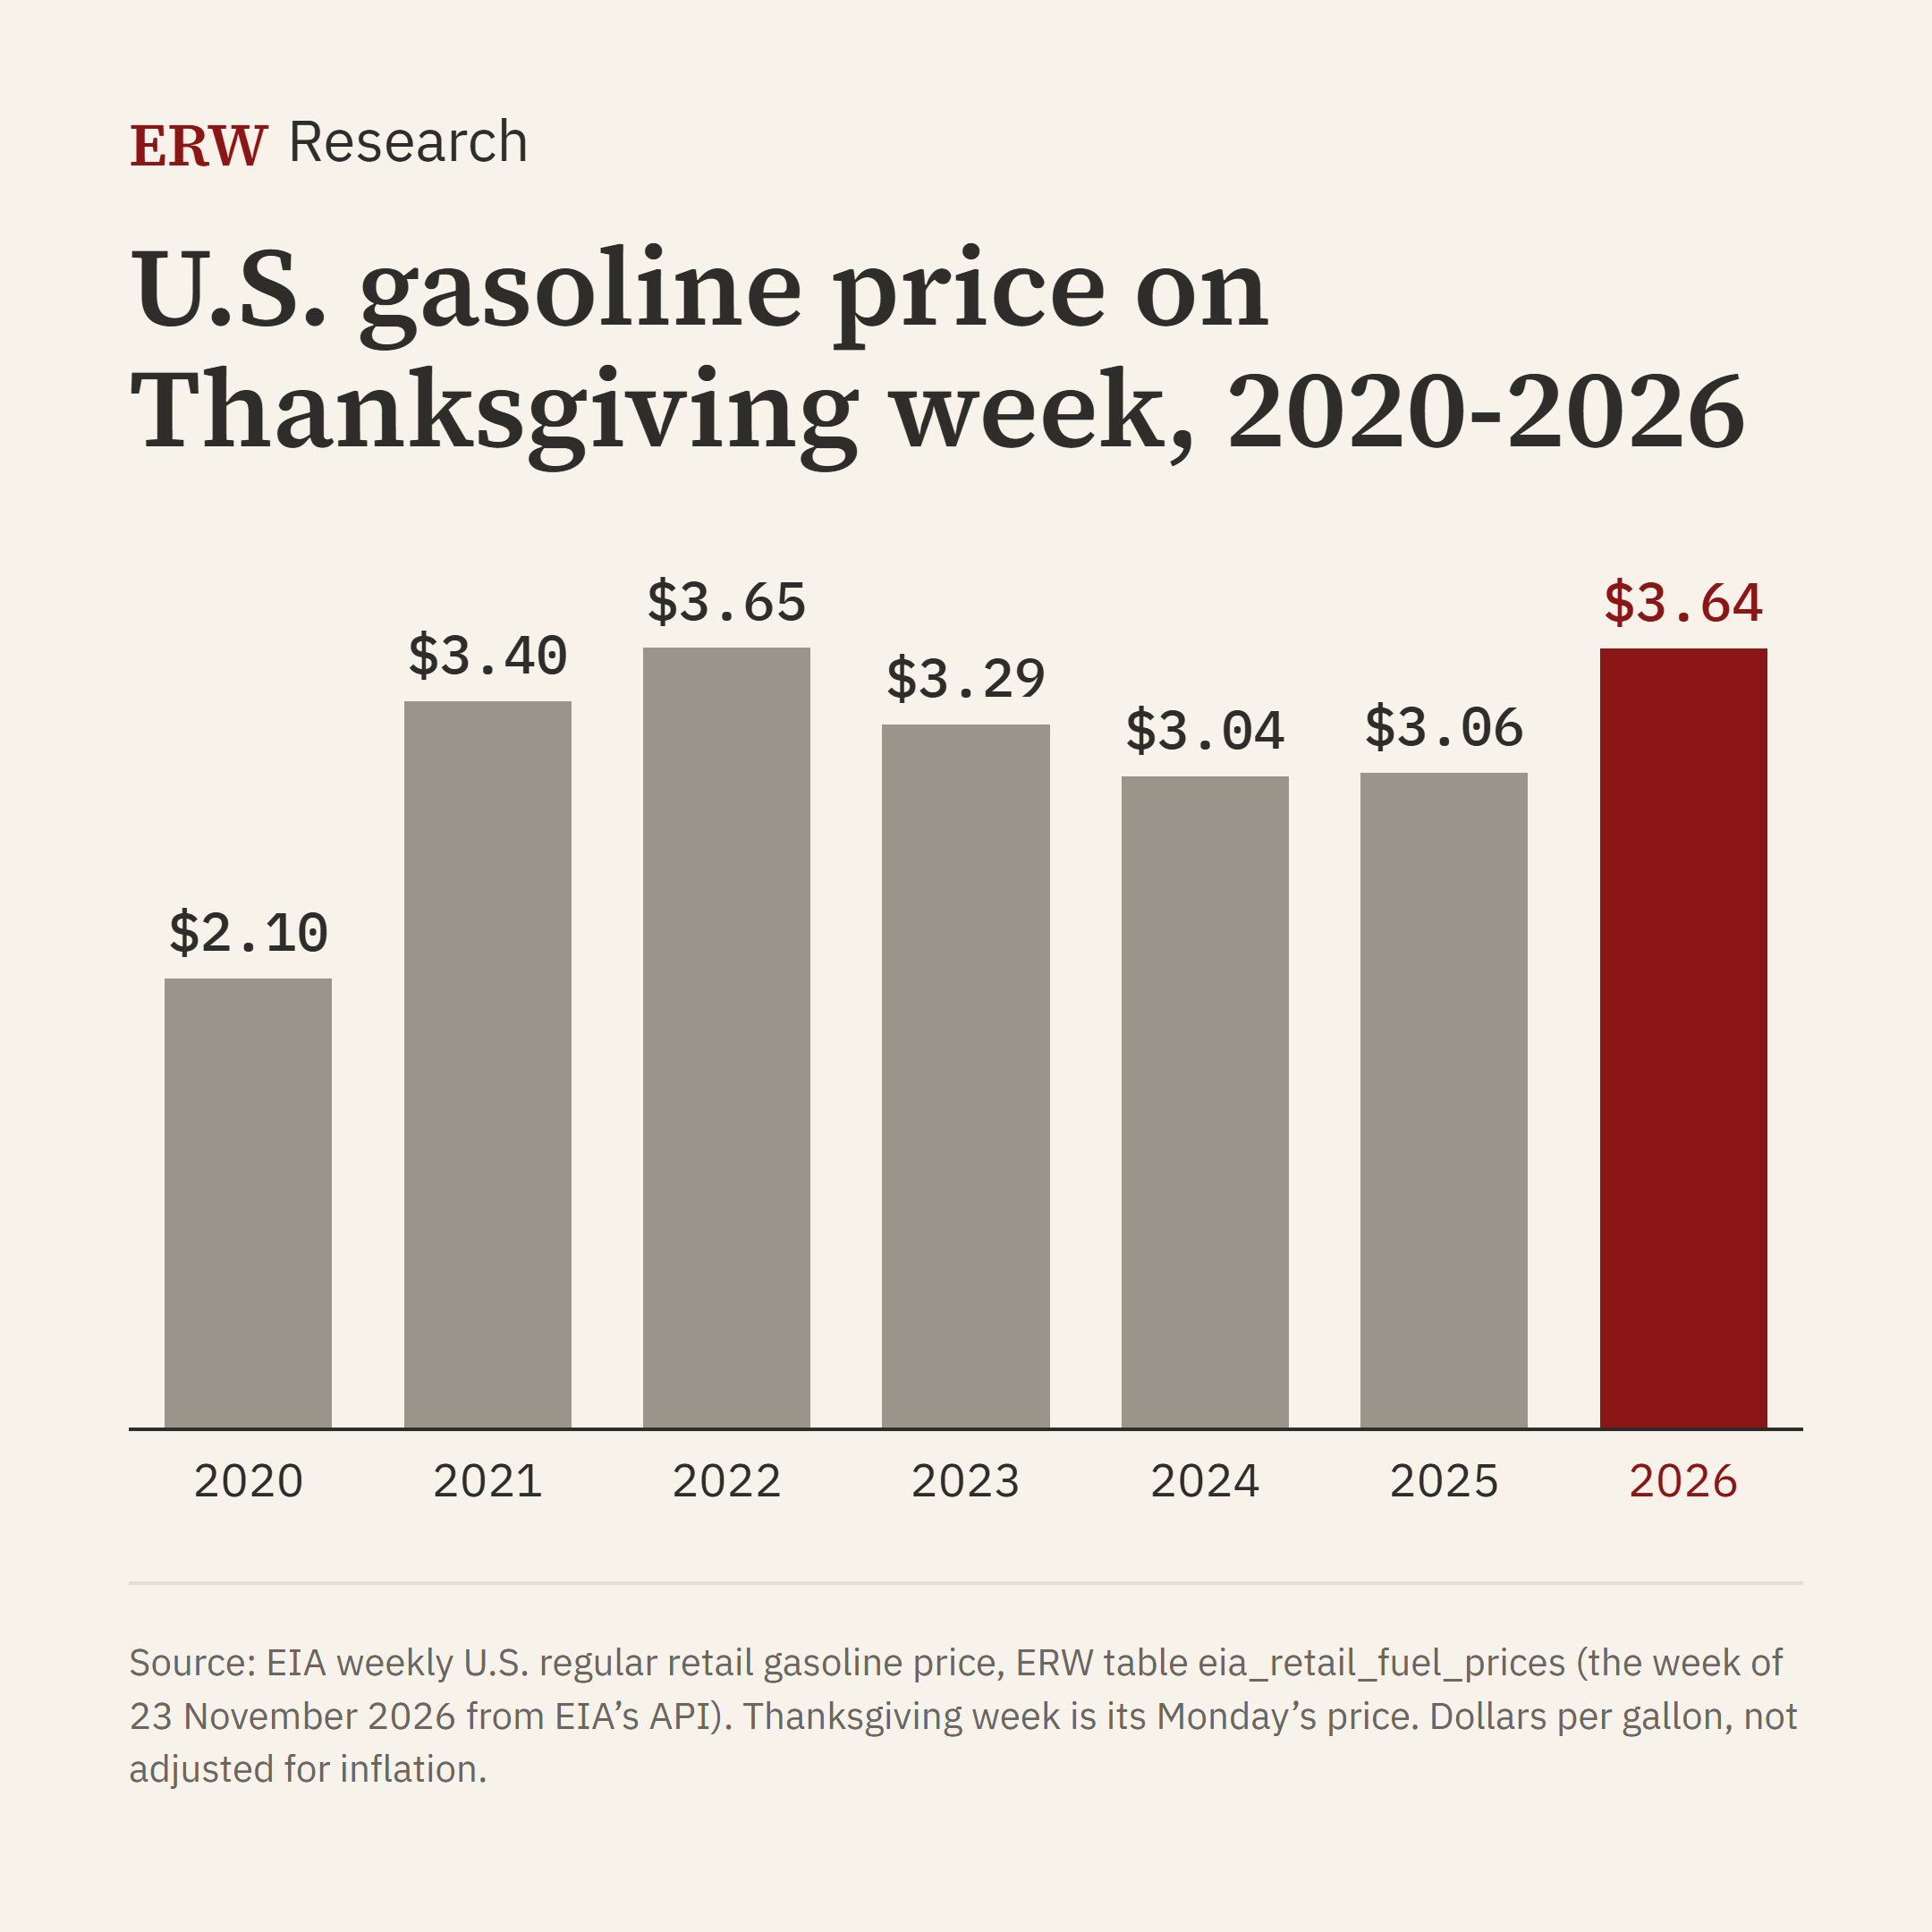 ERW Research
U.S. gasoline price on
Thanksgiving week, 2020-2026
$2.10
$3.40
$3.65
$3.29
$3.04
$3.06
$3.64
2020 2021 2022 2023 2024 2025 2026
Source: EIA weekly U.S. regular retail gasoline price, ERW table eia_retail_fuel_prices (the week of
23 November 2026 from EIA’s API). Thanksgiving week is its Monday’s price. Dollars per gallon, not
adjusted for inflation.